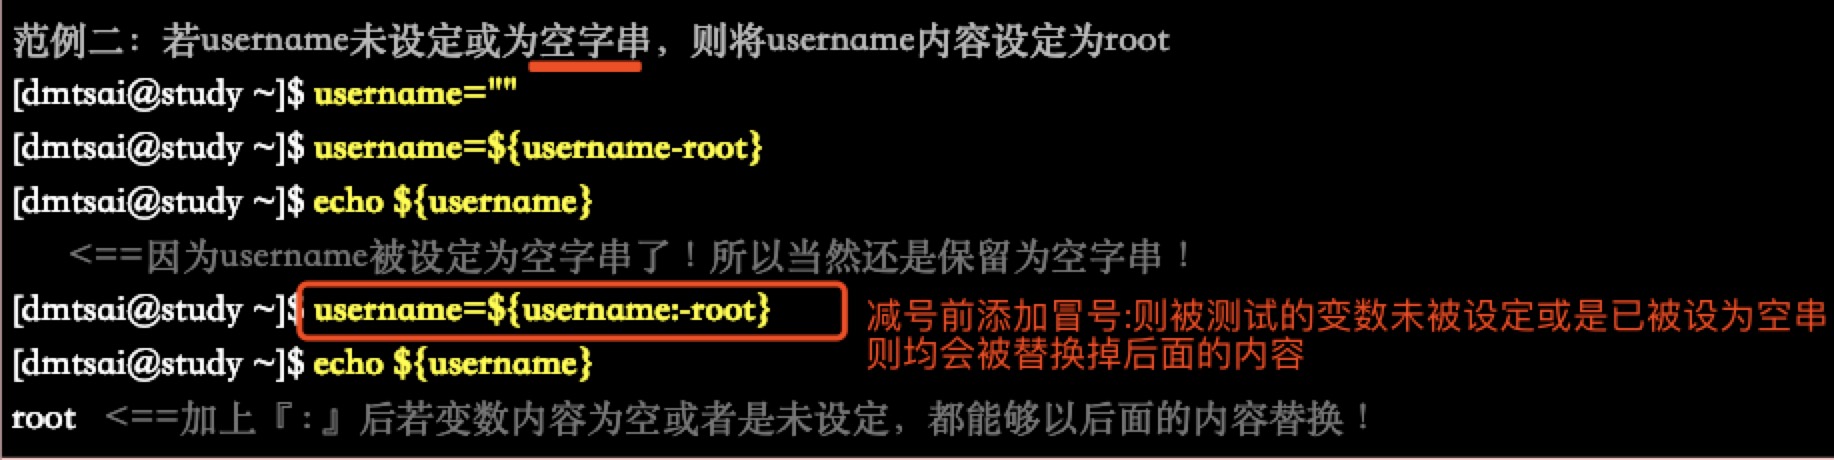 范例二：若username未设定或为空字串，则将username内容设定为root
[dmtsai@study ~]$ username=""
[dmtsai@study ~]$ username=${username-root}
[dmtsai@study ~]$ echo ${username}
<==因为username被设定为空字串了！所以当然还是保留为空字串！
[dmtsai@study ~]$ username=${username:-root}
减号前添加冒号:则被测试的变数未被设定或是已被设为空串
则均会被替换掉后面的内容
[dmtsai@study ~]$ echo ${username}
root <==加上『:』后若变数内容为空或者是未设定，都能够以后面的内容替换！